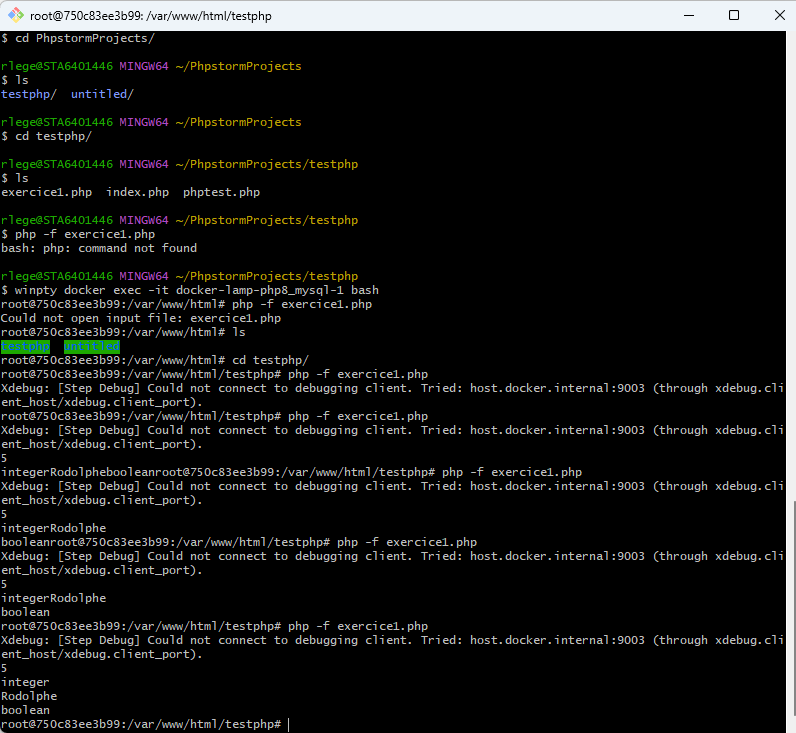 root@750c83ee3b99: /var/www/html/testphp
$ cd PhpstormProjects/
rlege@STA6401446 MINGW64 ~/PhpstormProjects
$ ls
testphp/  untitled/
rlege@STA6401446 MINGW64 ~/PhpstormProjects
$ cd testphp/
rlege@STA6401446 MINGW64 ~/PhpstormProjects/testphp
$ ls
exercice1.php  index.php  phptest.php
rlege@STA6401446 MINGW64 ~/PhpstormProjects/testphp
$ php -f exercice1.php
bash: php: command not found
rlege@STA6401446 MINGW64 ~/PhpstormProjects/testphp
$ winpty docker exec -it docker-lamp-php8_mysql-1 bash
root@750c83ee3b99:/var/www/html# php -f exercice1.php
Could not open input file: exercice1.php
root@750c83ee3b99:/var/www/html# ls
testphp  untitled
root@750c83ee3b99:/var/www/html# cd testphp/
root@750c83ee3b99:/var/www/html/testphp# php -f exercice1.php
Xdebug: [Step Debug] Could not connect to debugging client. Tried: host.docker.internal:9003 (through xdebug.cli
ent_host/xdebug.client_port).
root@750c83ee3b99:/var/www/html/testphp# php -f exercice1.php
Xdebug: [Step Debug] Could not connect to debugging client. Tried: host.docker.internal:9003 (through xdebug.cli
ent_host/xdebug.client_port).
5
integerRodolphebooleanroot@750c83ee3b99:/var/www/html/testphp# php -f exercice1.php
Xdebug: [Step Debug] Could not connect to debugging client. Tried: host.docker.internal:9003 (through xdebug.cli
ent_host/xdebug.client_port).
5
integerRodolphe
booleanroot@750c83ee3b99:/var/www/html/testphp# php -f exercice1.php
Xdebug: [Step Debug] Could not connect to debugging client. Tried: host.docker.internal:9003 (through xdebug.cli
ent_host/xdebug.client_port).
5
integerRodolphe
boolean
root@750c83ee3b99:/var/www/html/testphp# php -f exercice1.php
Xdebug: [Step Debug] Could not connect to debugging client. Tried: host.docker.internal:9003 (through xdebug.cli
ent_host/xdebug.client_port).
5
integer
Rodolphe
boolean
root@750c83ee3b99:/var/www/html/testphp#